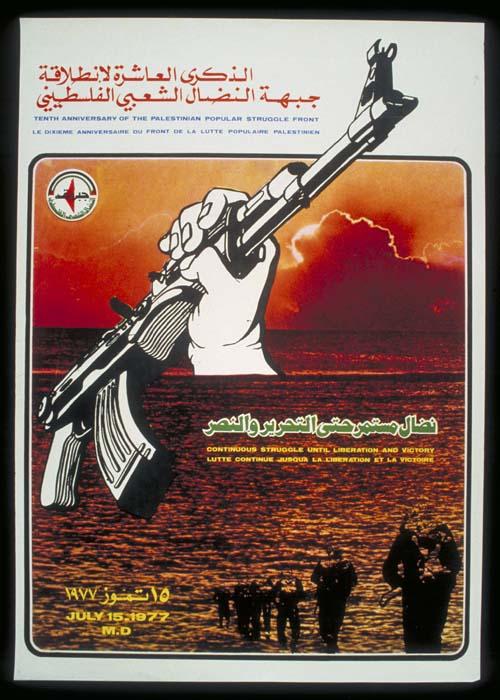 الذكرى العاشرة لانطلاقة
جبهة النضال الشعبي الفلسطيني
TENTH ANNIVERSARY OF THE PALESTINIAN POPULAR STRUGGLE FRONT
LE DIXIEME ANNIVERSAIRE DU FRONT DE LA LUTTE POPULAIRE PALESTINIEN
نضال مستمر حتى التحرير والنصر
CONTINUOUS STRUGGLE UNTIL LIBERATION AND VICTORY
LUTTE CONTINUE JUSQUA LA LIBERATION ET LA VICTOIRE
١٥ تموز ١٩٧٧
JULY 15, 1977
M.D